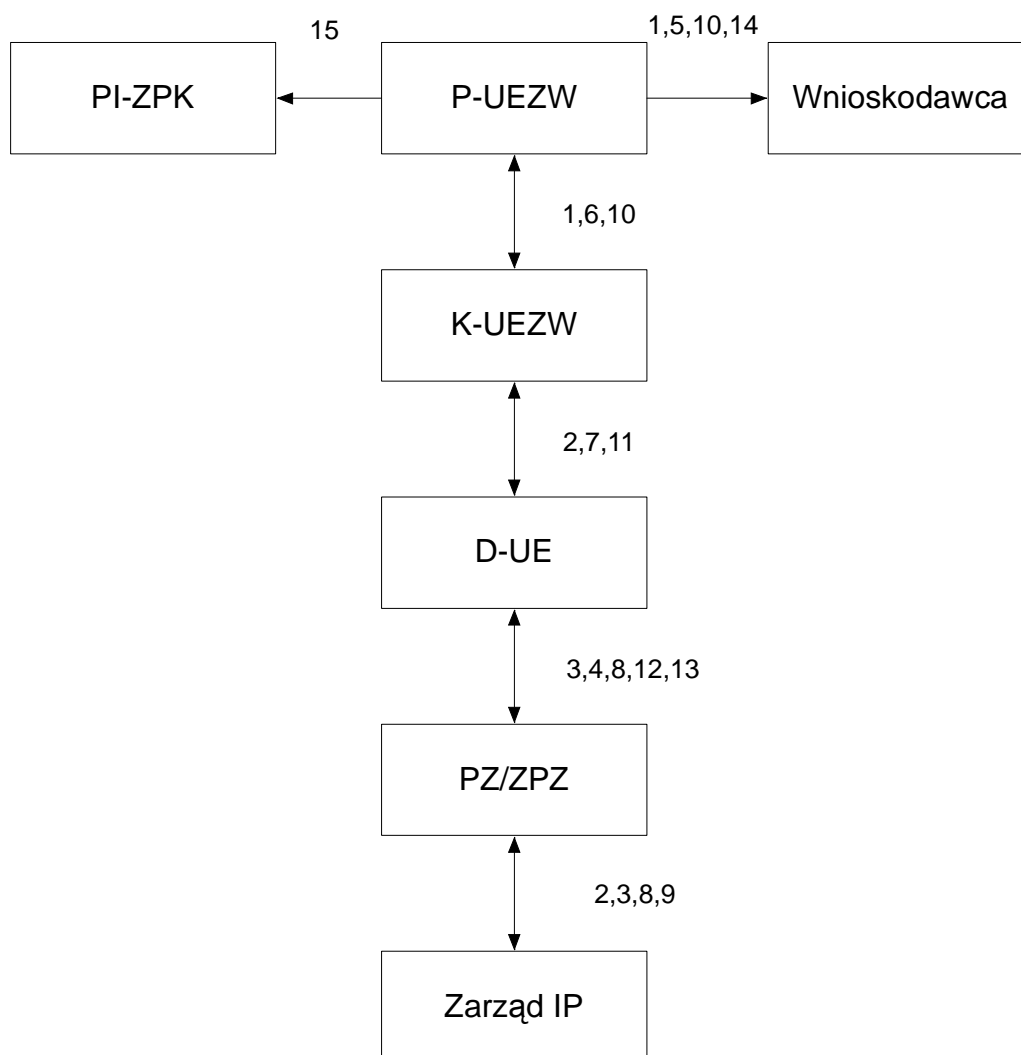 15
1,5,10,14
PI-ZPK
P-UEZW
Wnioskodawca
1,6,10
K-UEZW
2,7,11
D-UE
3,4,8,12,13
PZ/ZPZ
2,3,8,9
Zarząd IP